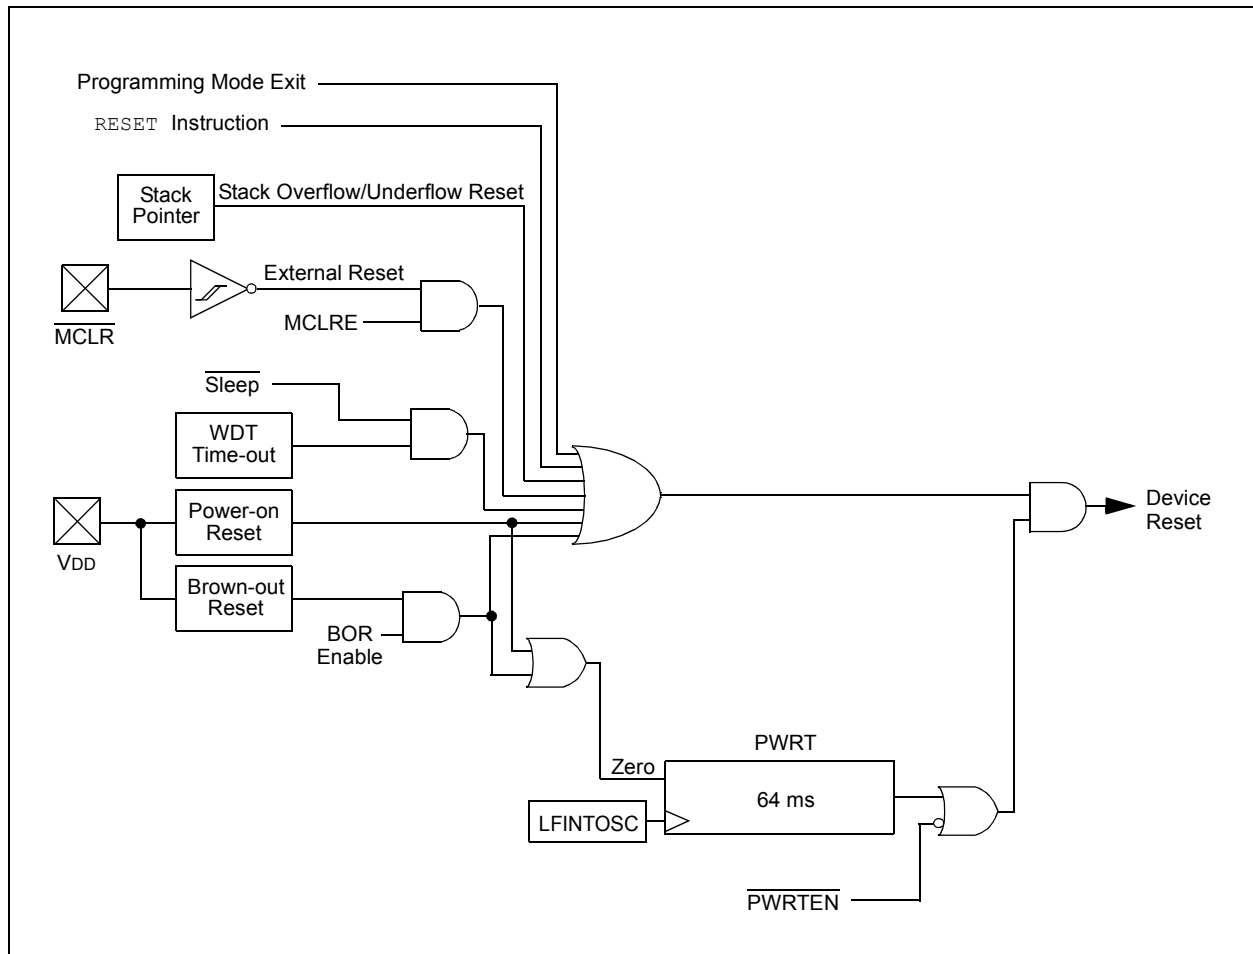 Programming Mode Exit
RESET Instruction
Stack
Pointer
Stack Overflow/Underflow Reset
External Reset
MCLR
MCLRE
Sleep
WDT
Time-out
Power-on
Reset
VDD
Brown-out
Reset
BOR
Enable
Device
Reset
PWRT
Zero
64 ms
LFINTOSC
PWRTEN